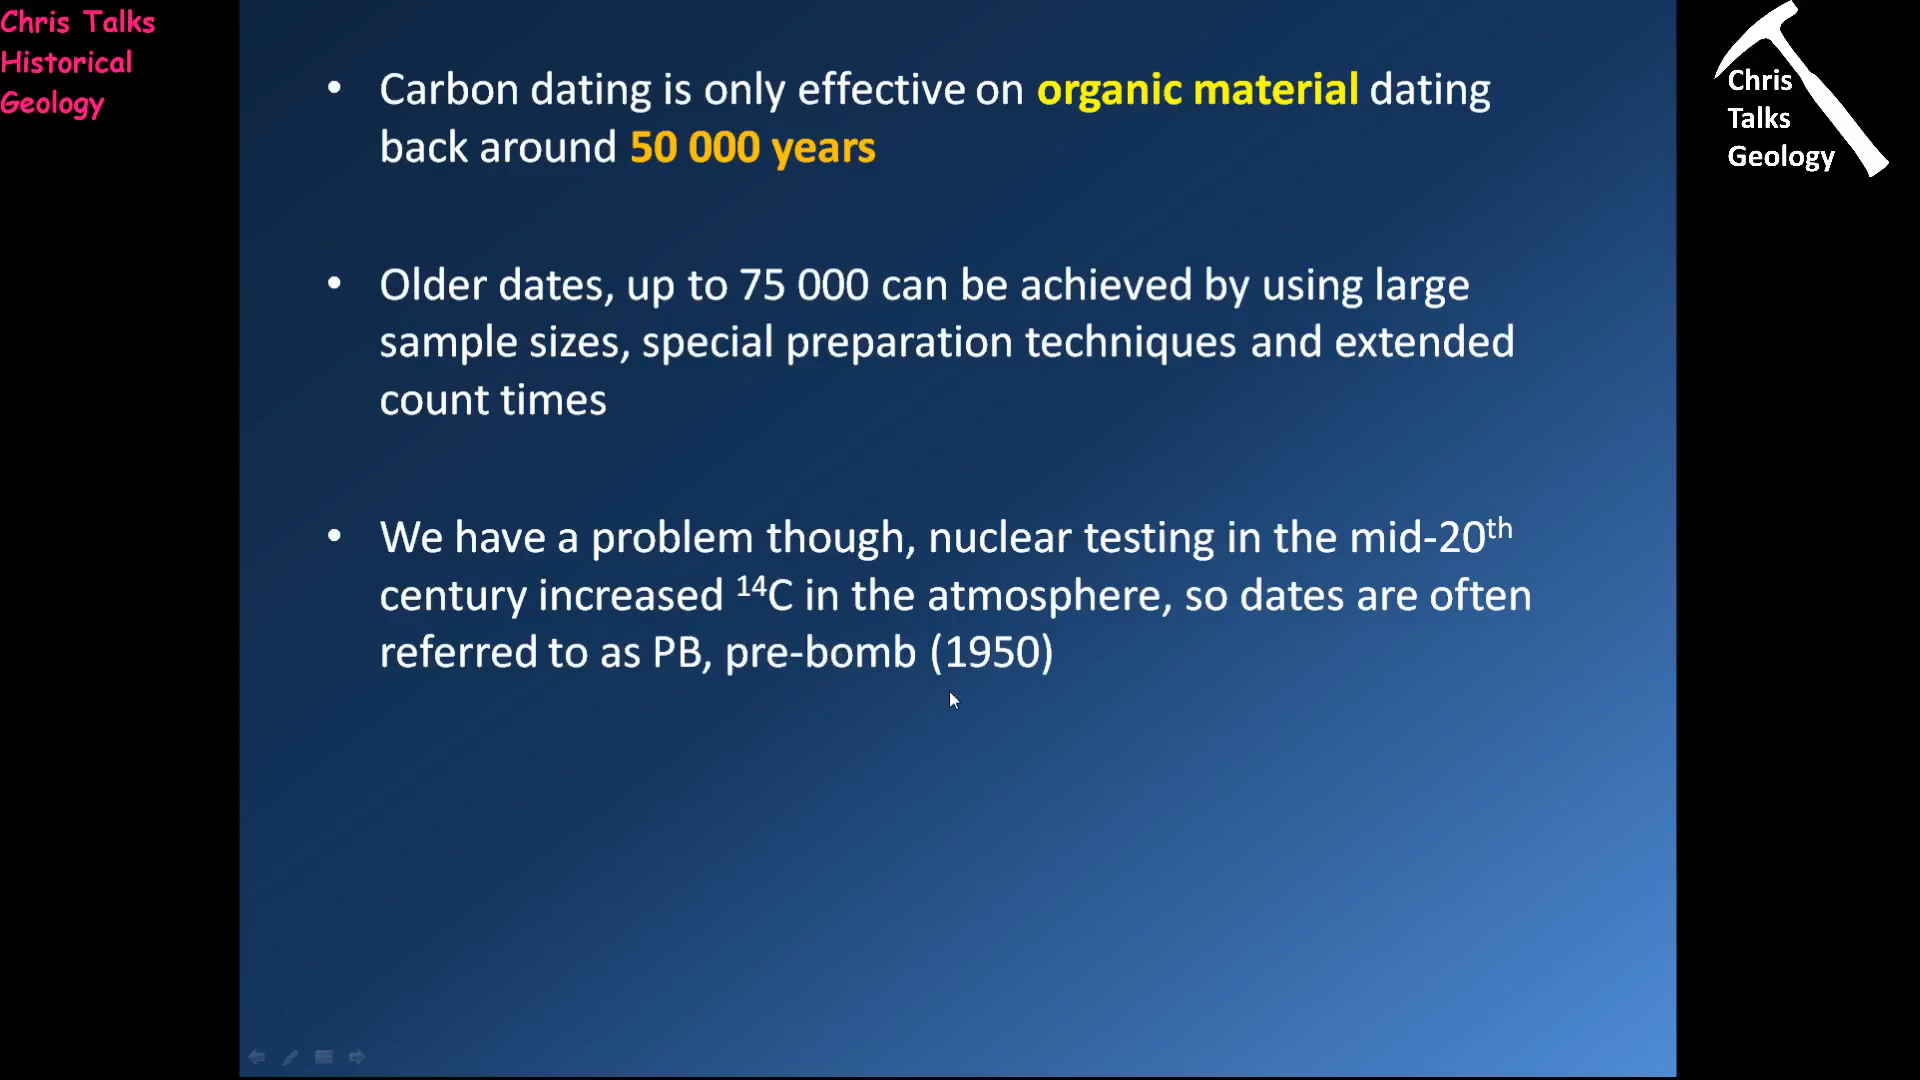 Chris Talks
Historical
Geology
• Carbon dating is only effective on organic material dating
back around 50 000 years
• Older dates, up to 75 000 can be achieved by using large
sample sizes, special preparation techniques and extended
count times
• We have a problem though, nuclear testing in the mid-20th
century increased 14C in the atmosphere, so dates are often
referred to as PB, pre-bomb (1950)
Chris
Talks
Geology